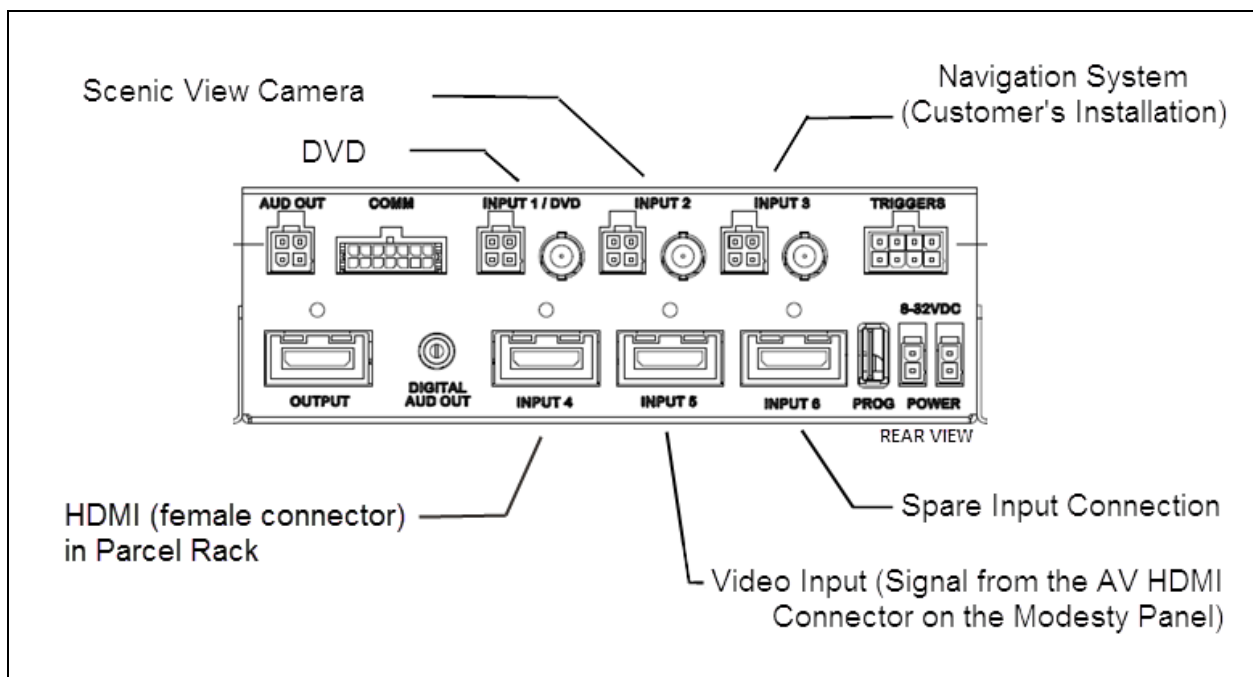 Scenic View Camera
Navigation System
(Customer's Installation)
DVD
AUD OUT
COMM
INPUT 1 / DVD
INPUT 2
INPUT 3
TRIGGERS
8-32VDC
OUTPUT
DIGITAL
AUD OUT
INPUT 4
INPUT 5
INPUT 6
PROG
POWER
REAR VIEW
HDMI (female connector)
in Parcel Rack
Spare Input Connection
Video Input (Signal from the AV HDMI
Connector on the Modesty Panel)